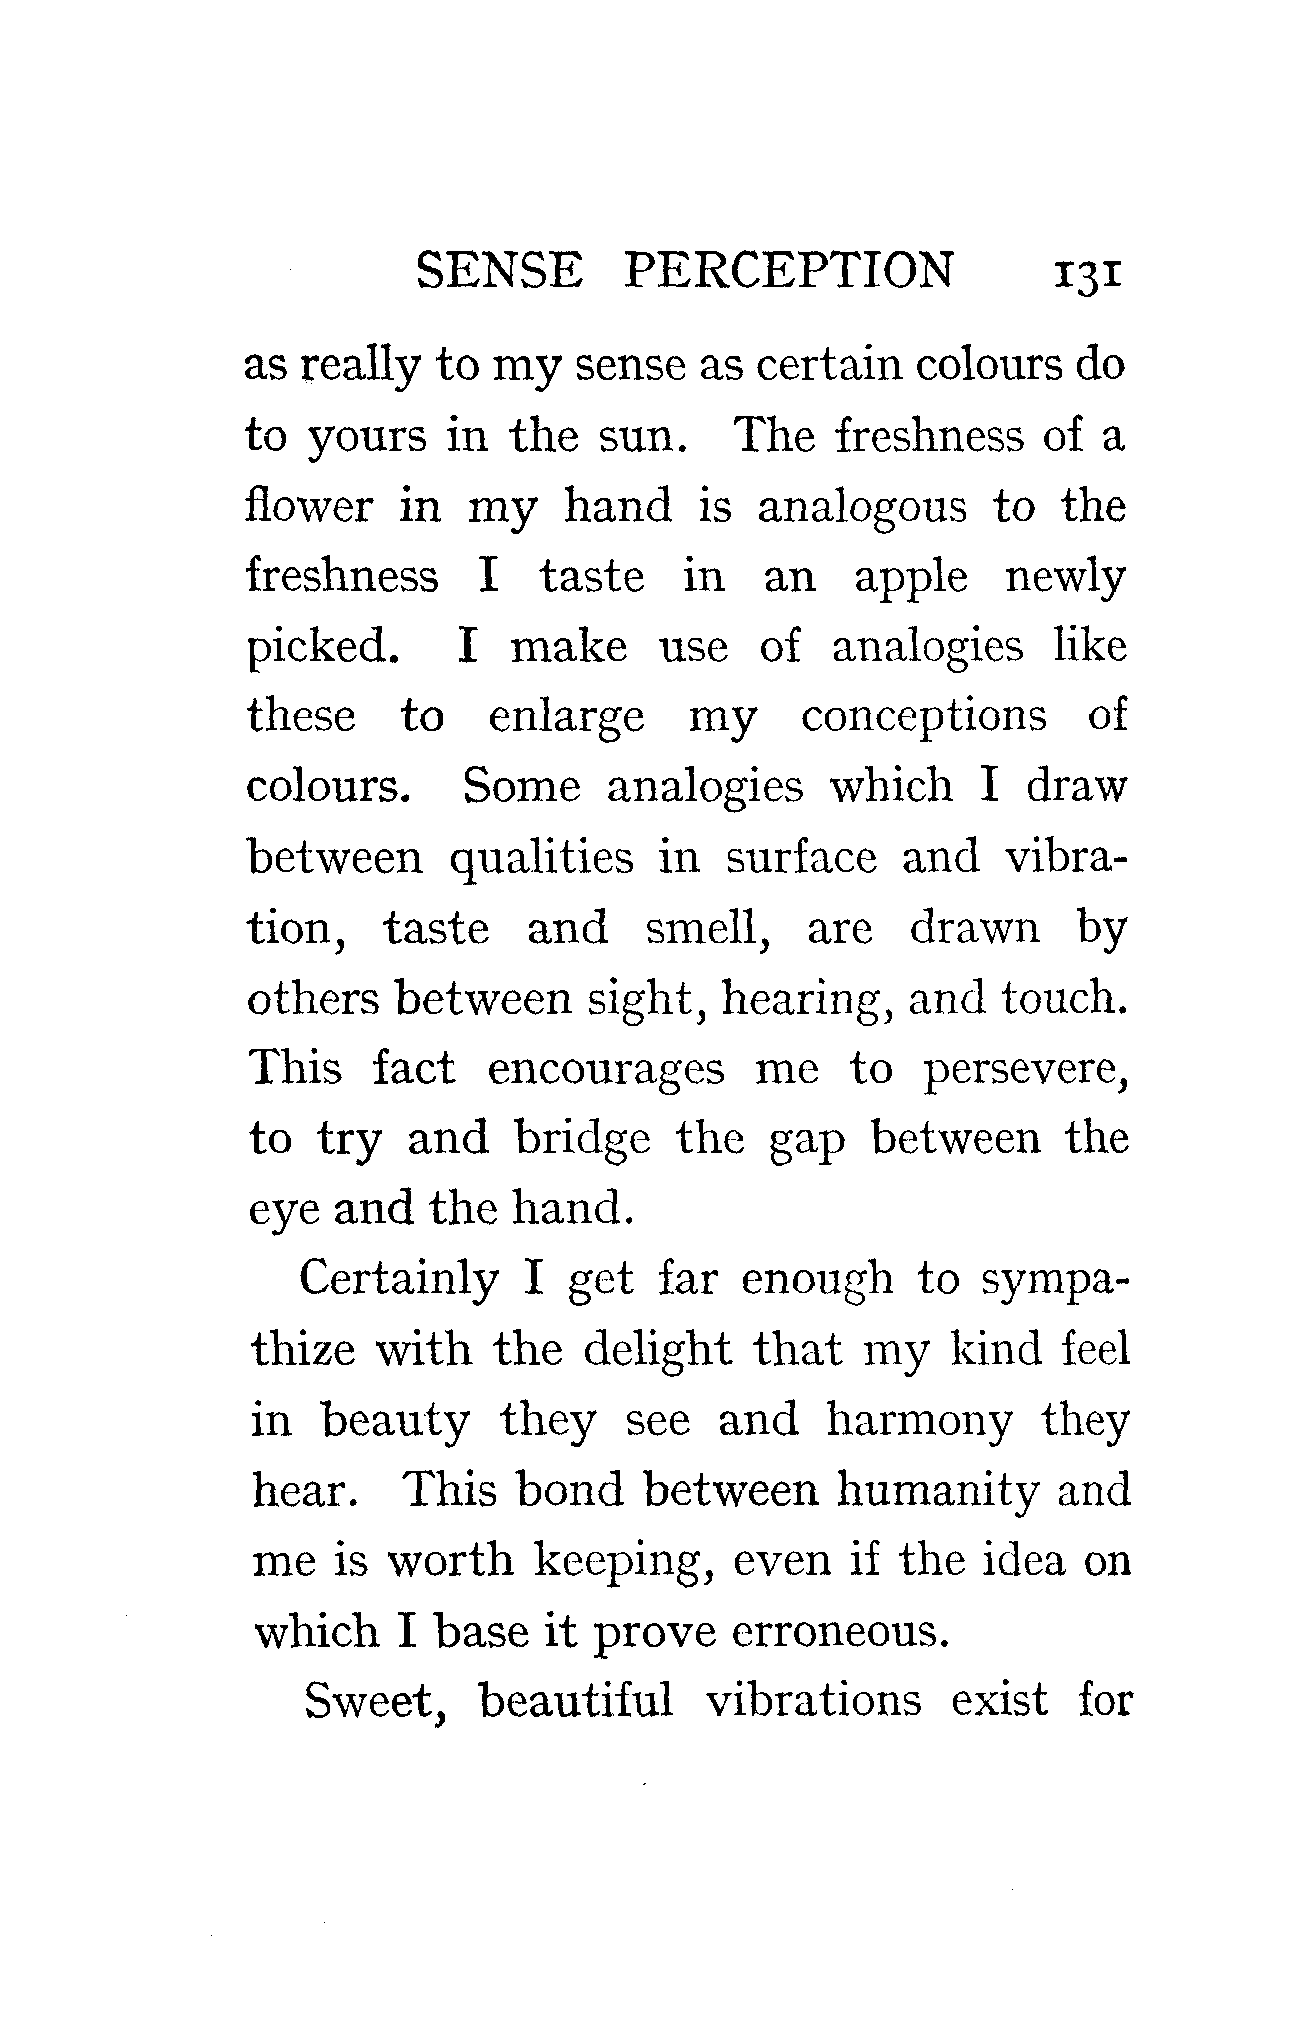 SENSE PERCEPTION 131
as really to my sense as certain colours do
to yours in the sun. The freshness of a
flower in my hand is analogous to the
freshness I taste in an apple newly
picked. I make use of analogies like
these to enlarge my conceptions of
colours. Some analogies which I draw
between qualities in surface and vibra-
tion, taste and smell, are drawn by
others between sight, hearing, and touch.
This fact encourages me to persevere,
to try and bridge the gap between the
eye and the hand.
Certainly I get far enough to sympa-
thize with the delight that my kind feel
in beauty they see and harmony they
hear. This bond between humanity and
me is worth keeping, even if the idea on
which I base it prove erroneous.
Sweet, beautiful vibrations exist for